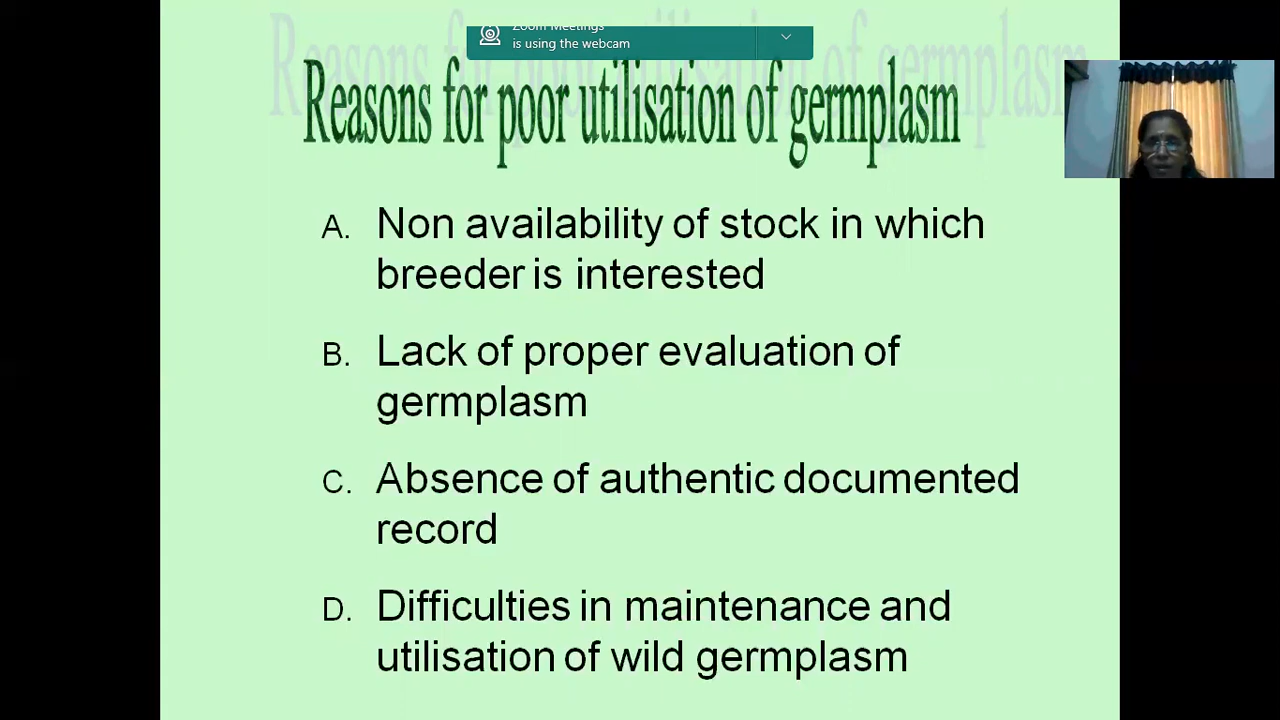 Zoom Meetings
is using the webcam
Reasons for poor utilisation of germplasm
A. Non availability of stock in which
breeder is interested
B. Lack of proper evaluation of
germplasm
C. Absence of authentic documented
record
D. Difficulties in maintenance and
utilisation of wild germplasm